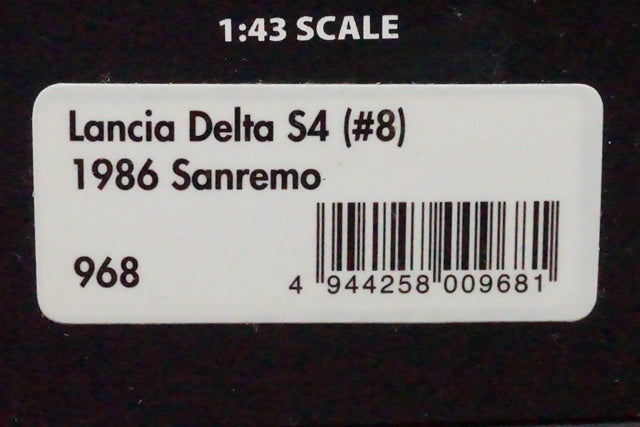 1:43 SCALE
Lancia Delta S4 (#8)
1986 Sanremo
968
4 944258 009681